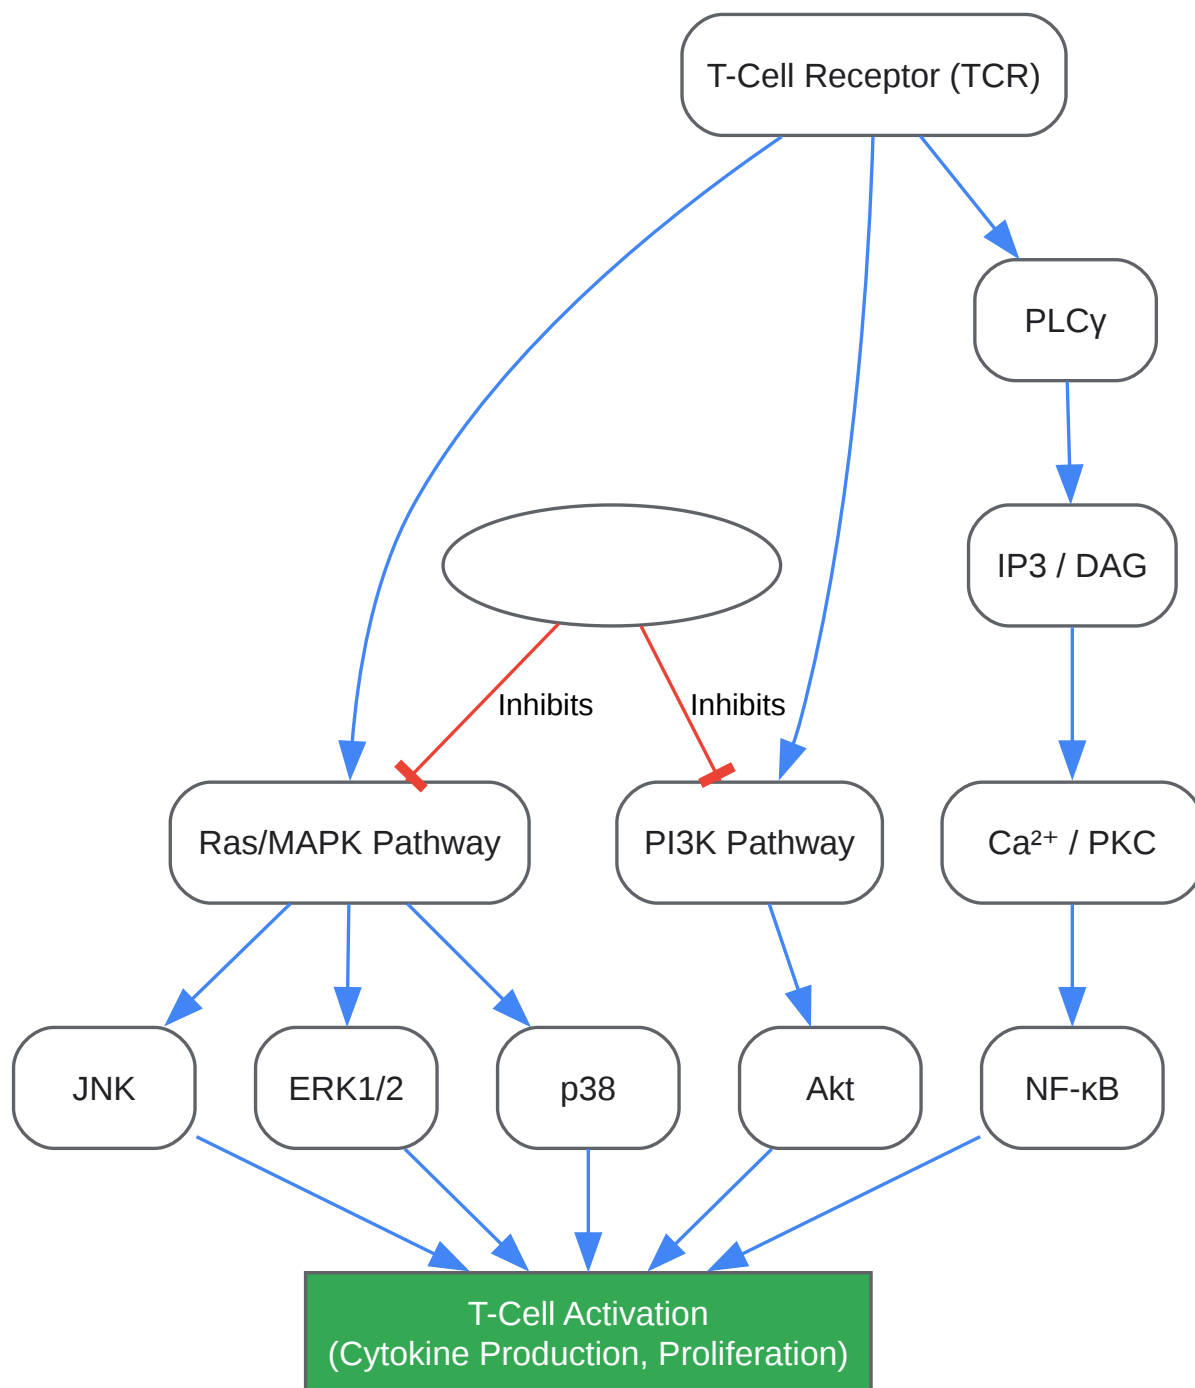 T-Cell Receptor (TCR)
PLCγ
IP3 / DAG
Inhibits
Inhibits
Ras/MAPK Pathway
PI3K Pathway
Ca²⁺ / PKC
JNK
ERK1/2
p38
Akt
NF-κB
T-Cell Activation
(Cytokine Production, Proliferation)